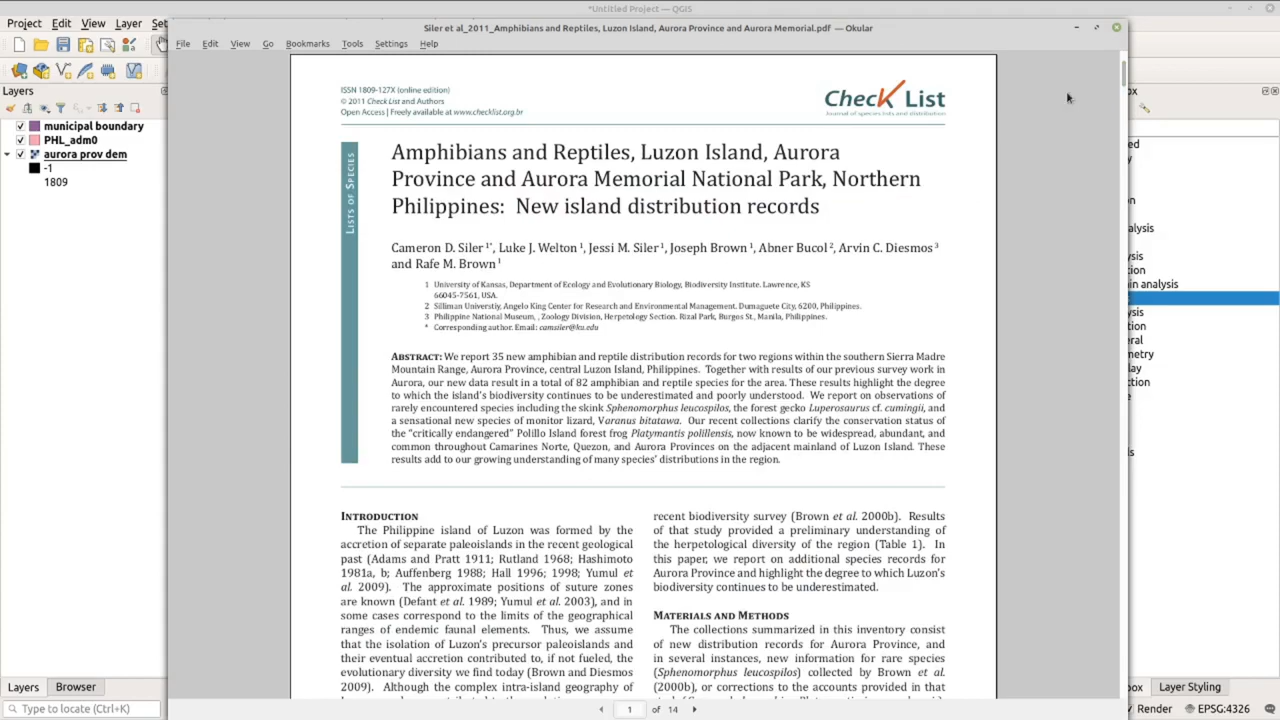 *Untitled Project — QGIS
Project Edit View Layer Set
Siler et al_2011_Amphibians and Reptiles, Luzon Island, Aurora Province and Aurora Memorial.pdf — Okular
File Edit View Go Bookmarks Tools Settings Help
Layers
municipal boundary
PHL_adm0
aurora prov dem
-1
1809
Layers Browser
Type to locate (Ctrl+K)
ISSN 1809-127X (online edition)
© 2011 Check List and Authors
Open Access | Freely available at www.checklist.org.br
Check List
Journal of species lists and distribution
LISTS OF SPECIES
Amphibians and Reptiles, Luzon Island, Aurora
Province and Aurora Memorial National Park, Northern
Philippines: New island distribution records
Cameron D. Siler 1*, Luke J. Welton 1, Jessi M. Siler 1, Joseph Brown 1, Abner Bucol 2, Arvin C. Diesmos 3
and Rafe M. Brown 1
1 University of Kansas, Department of Ecology and Evolutionary Biology, Biodiversity Institute. Lawrence, KS
66045-7561, USA.
2 Silliman Universtiy, Angelo King Center for Research and Environmental Management. Dumaguete City, 6200, Philippines.
3 Philippine National Museum, , Zoology Division, Herpetology Section. Rizal Park, Burgos St., Manila, Philippines.
* Corresponding author. Email: camsiler@ku.edu
ABSTRACT: We report 35 new amphibian and reptile distribution records for two regions within the southern Sierra Madre
Mountain Range, Aurora Province, central Luzon Island, Philippines. Together with results of our previous survey work in
Aurora, our new data result in a total of 82 amphibian and reptile species for the area. These results highlight the degree
to which the island's biodiversity continues to be underestimated and poorly understood. We report on observations of
rarely encountered species including the skink Sphenomorphus leucospilos, the forest gecko Luperosaurus cf. cumingii, and
a sensational new species of monitor lizard, Varanus bitatawa. Our recent collections clarify the conservation status of
the "critically endangered" Polillo Island forest frog Platymantis polillensis, now known to be widespread, abundant, and
common throughout Camarines Norte, Quezon, and Aurora Provinces on the adjacent mainland of Luzon Island. These
results add to our growing understanding of many species' distributions in the region.
INTRODUCTION
The Philippine island of Luzon was formed by the
accretion of separate paleoislands in the recent geological
past (Adams and Pratt 1911; Rutland 1968; Hashimoto
1981a, b; Auffenberg 1988; Hall 1996; 1998; Yumul et
al. 2009). The approximate positions of suture zones
are known (Defant et al. 1989; Yumul et al. 2003), and in
some cases correspond to the limits of the geographical
ranges of endemic faunal elements. Thus, we assume
that the isolation of Luzon's precursor paleoislands and
their eventual accretion contributed to, if not fueled, the
evolutionary diversity we find today (Brown and Diesmos
2009). Although the complex intra-island geography of
recent biodiversity survey (Brown et al. 2000b). Results
of that study provided a preliminary understanding of
the herpetological diversity of the region (Table 1). In
this paper, we report on additional species records for
Aurora Province and highlight the degree to which Luzon's
biodiversity continues to be underestimated.
MATERIALS AND METHODS
The collections summarized in this inventory consist
of new distribution records for Aurora Province, and
in several instances, new information for rare species
(Sphenomorphus leucospilos) collected by Brown et al.
(2000b), or corrections to the accounts provided in that
1 of 14
ox
ed
y
n
alysis
ysis
tion
in analysis
ysis
tion
eral
metry
lay
ection
ls
box Layer Styling
Render EPSG:4326